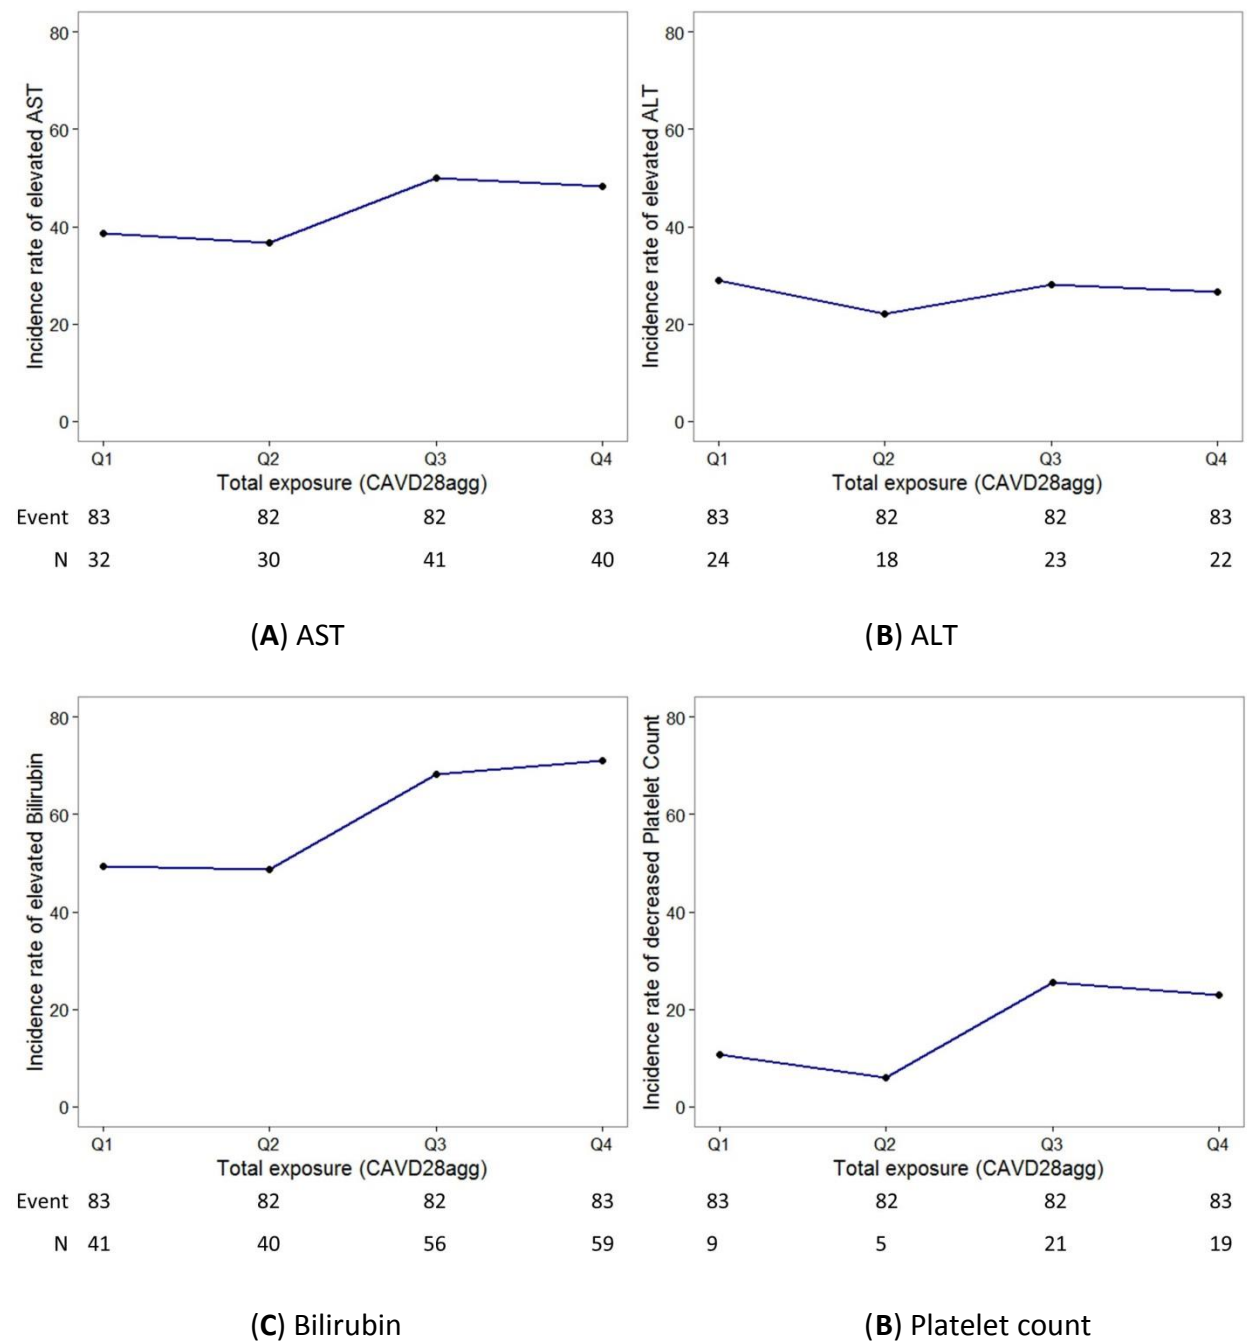 Incidence rate of elevated AST
80
60
40
20
0
Q1 Q2 Q3 Q4
Total exposure (CAVD28agg)
Event 83 82 82 83
N 32 30 41 40
(A) AST
Incidence rate of elevated ALT
80
60
40
20
0
Q1 Q2 Q3 Q4
Total exposure (CAVD28agg)
83 82 82 83
24 18 23 22
(B) ALT
Incidence rate of elevated Bilirubin
80
60
40
20
0
Q1 Q2 Q3 Q4
Total exposure (CAVD28agg)
Event 83 82 82 83
N 41 40 56 59
(C) Bilirubin
Incidence rate of decreased Platelet Count
80
60
40
20
0
Q1 Q2 Q3 Q4
Total exposure (CAVD28agg)
83 82 82 83
9 5 21 19
(B) Platelet count